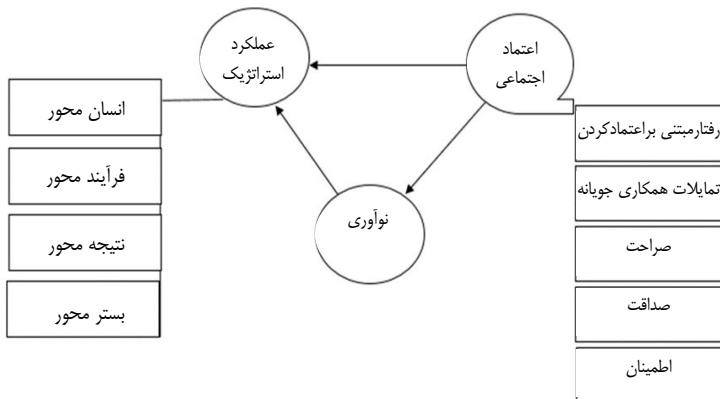 اعتماد
اجتماعی
عملکرد
استراتژیک
نوآوری
رفتارمبتنی براعتمادکردن
تمایلات همکاری جویانه
صراحت
صداقت
اطمینان
انسان محور
فرآیند محور
نتیجه محور
بستر محور